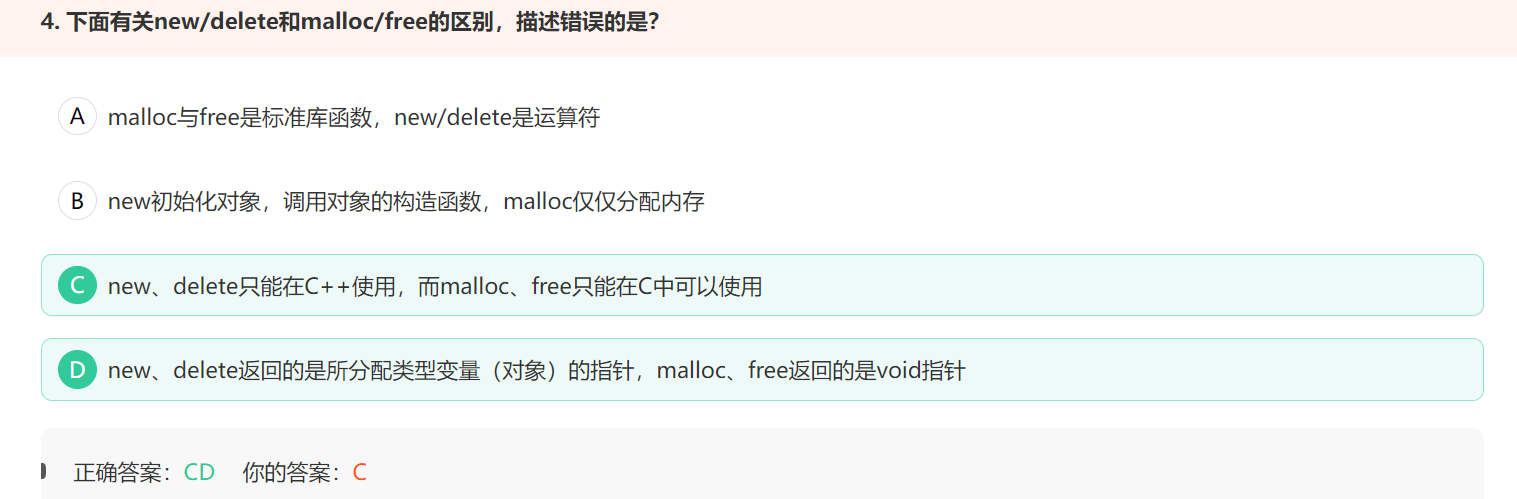 4. 下面有关new/delete和malloc/free的区别，描述错误的是?
A malloc与free是标准库函数，new/delete是运算符
B new初始化对象，调用对象的构造函数，malloc仅仅分配内存
C new、delete只能在C++使用，而malloc、free只能在C中可以使用
D new、delete返回的是所分配类型变量（对象）的指针，malloc、free返回的是void指针
正确答案：CD 你的答案：C